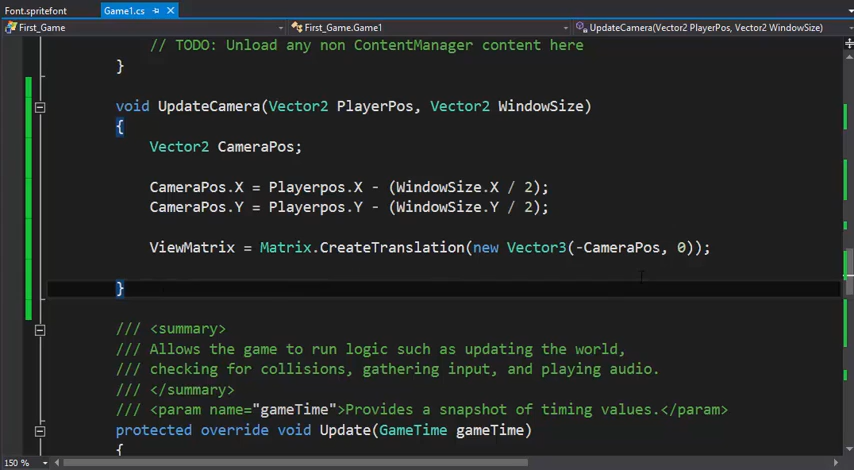 Font.spritefont Game1.cs
First_Game First_Game.Game1 UpdateCamera(Vector2 PlayerPos, Vector2 WindowSize)
// TODO: Unload any non ContentManager content here
}
void UpdateCamera(Vector2 PlayerPos, Vector2 WindowSize)
{
Vector2 CameraPos;
CameraPos.X = Playerpos.X - (WindowSize.X / 2);
CameraPos.Y = Playerpos.Y - (WindowSize.Y / 2);
ViewMatrix = Matrix.CreateTranslation(new Vector3(-CameraPos, 0));
}
/// <summary>
/// Allows the game to run logic such as updating the world,
/// checking for collisions, gathering input, and playing audio.
/// </summary>
/// <param name="gameTime">Provides a snapshot of timing values.</param>
protected override void Update(GameTime gameTime)
{
150 %